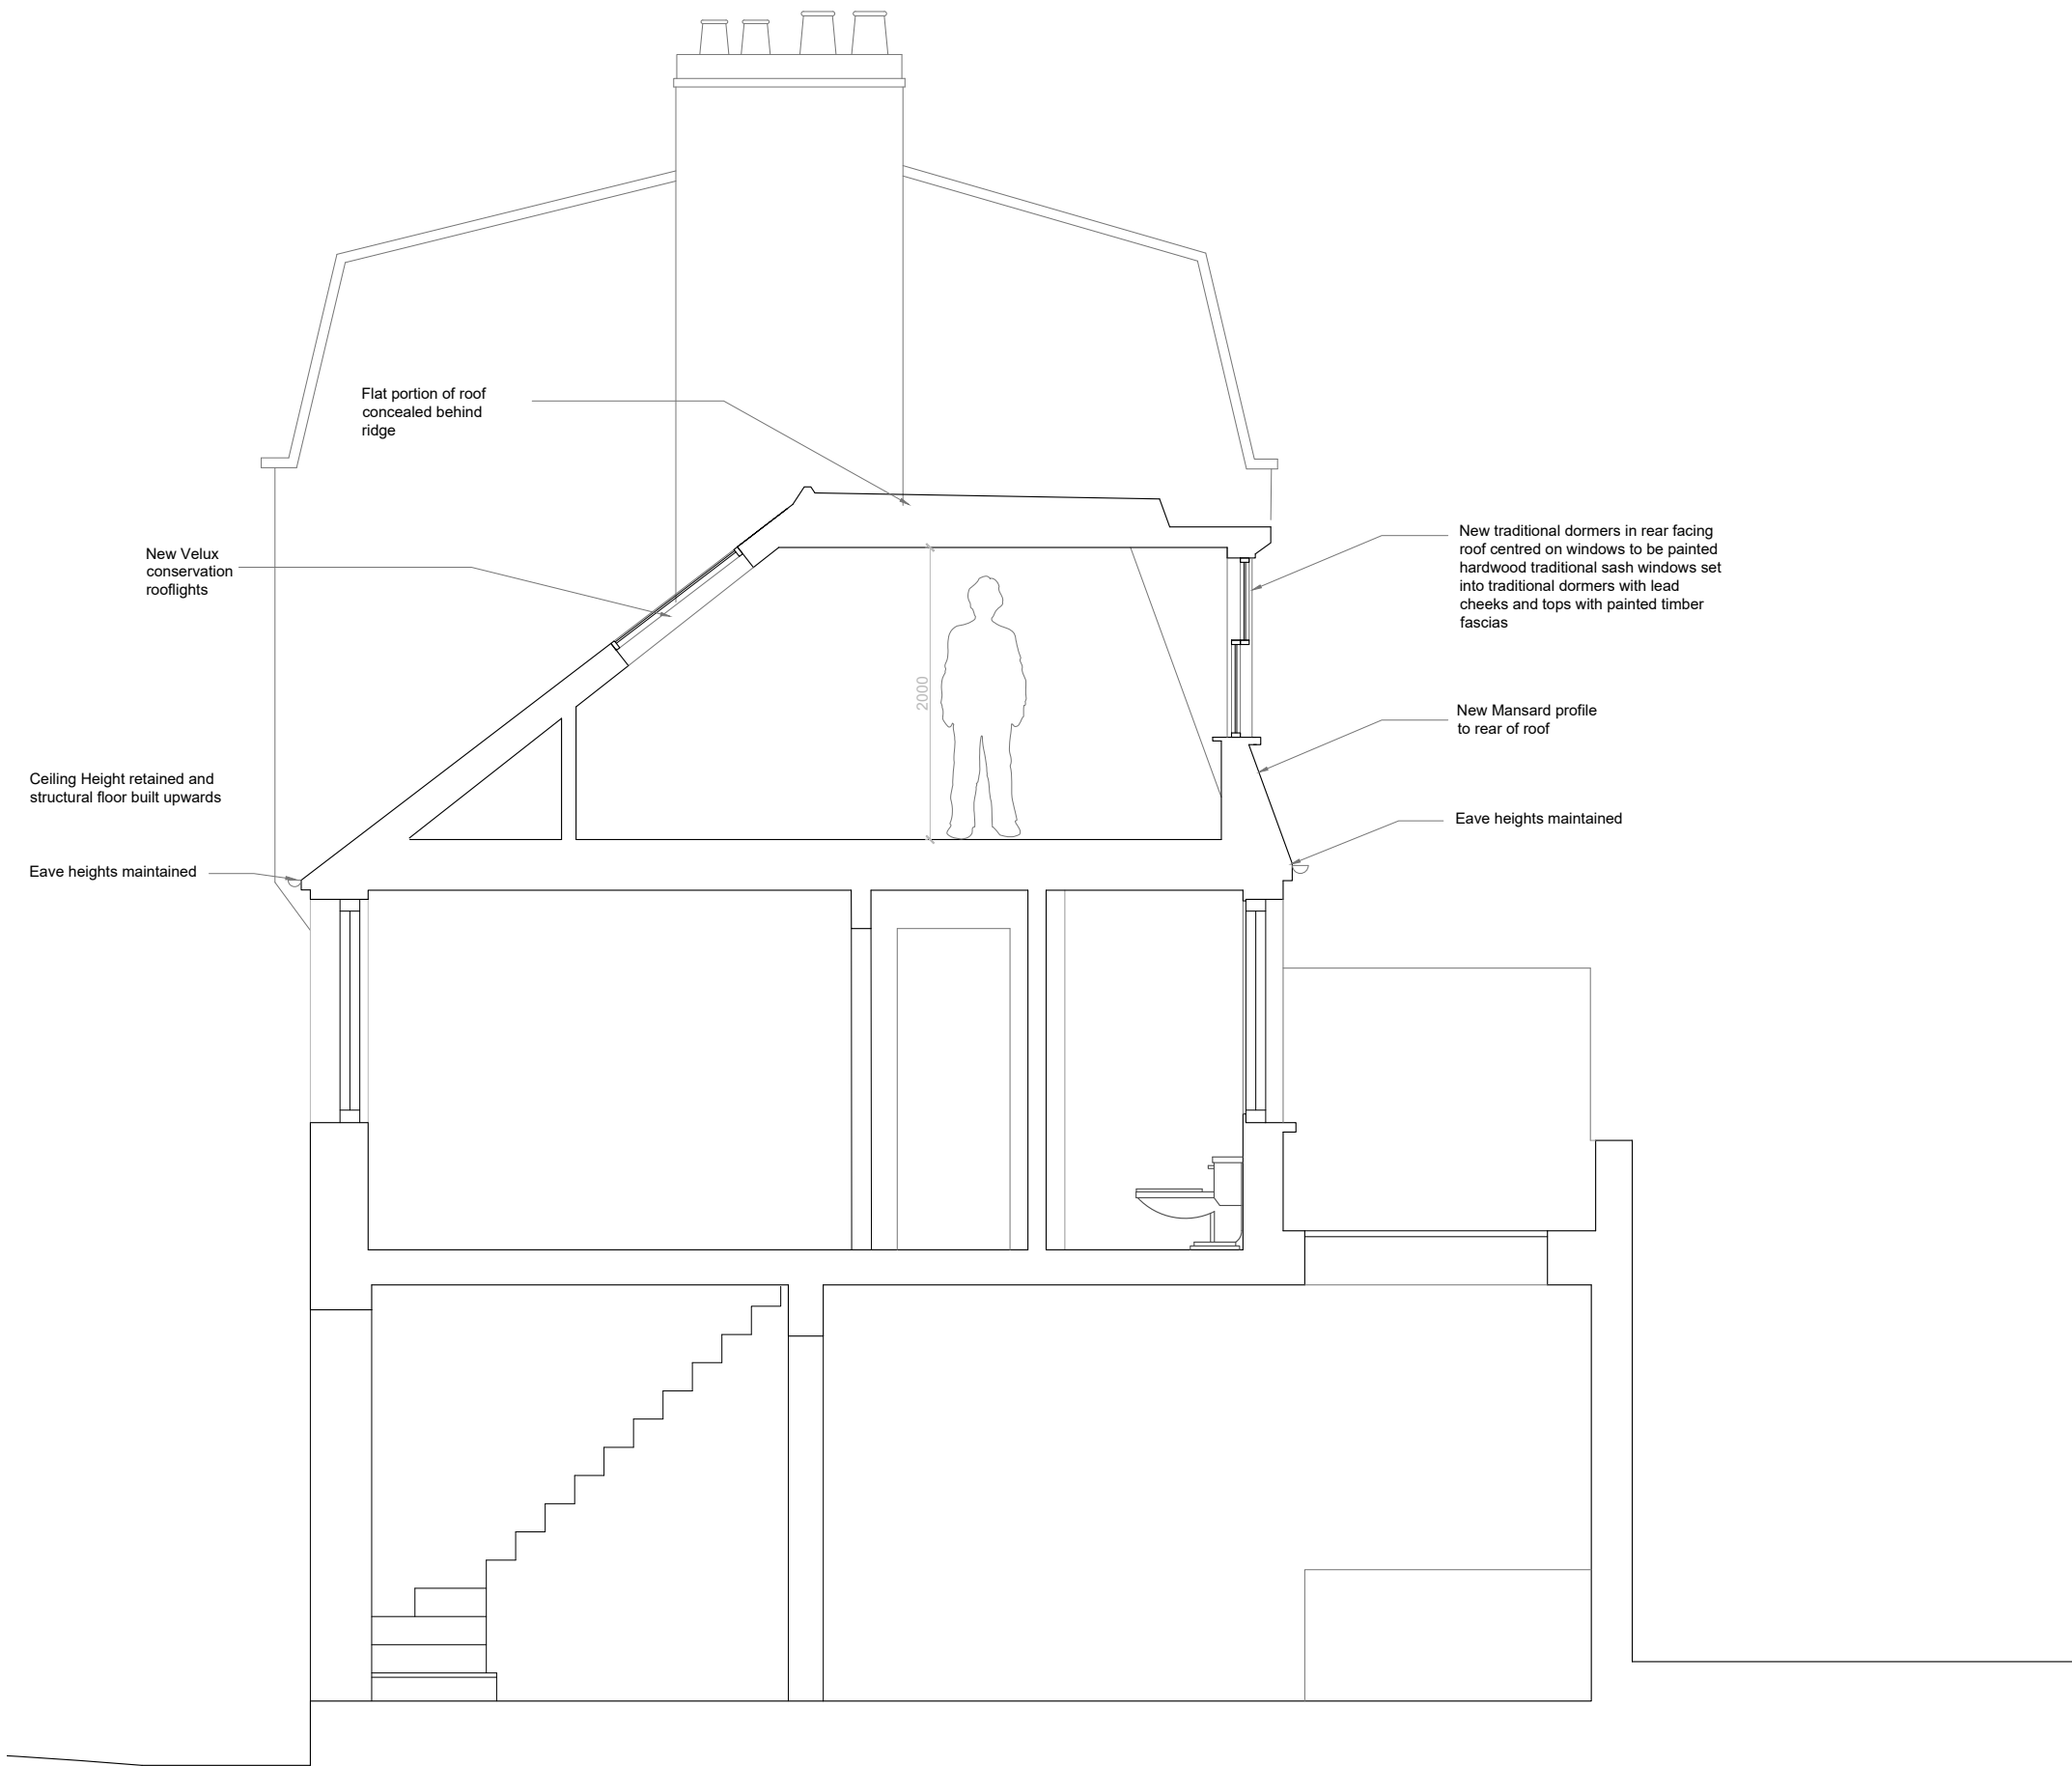 Flat portion of roof
concealed behind
ridge
New Velux
conservation
rooflights
New traditional dormers in rear facing
roof centred on windows to be painted
hardwood traditional sash windows set
into traditional dormers with lead
cheeks and tops with painted timber
fascias
2000
New Mansard profile
to rear of roof
Ceiling Height retained and
structural floor built upwards
Eave heights maintained
Eave heights maintained